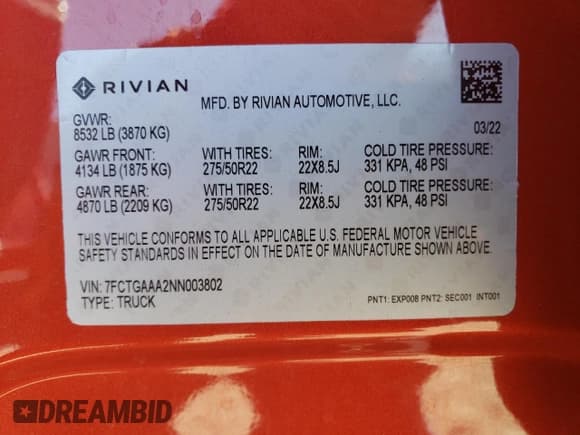 RIVIAN
MFD. BY RIVIAN AUTOMOTIVE, LLC.
GVWR:
8532 LB (3870 KG)
03/22
GAWR FRONT: WITH TIRES: RIM: COLD TIRE PRESSURE:
4134 LB (1875 KG) 275/50R22 22X8.5J 331 KPA, 48 PSI
GAWR REAR: WITH TIRES: RIM: COLD TIRE PRESSURE:
4870 LB (2209 KG) 275/50R22 22X8.5J 331 KPA, 48 PSI
THIS VEHICLE CONFORMS TO ALL APPLICABLE U.S. FEDERAL MOTOR VEHICLE
SAFETY STANDARDS IN EFFECT ON THE DATE OF MANUFACTURE SHOWN ABOVE.
VIN: 7FCTGAAA2NN003802
TYPE: TRUCK
PNT1: EXP008 PNT2: SEC001 INT001
DREAMBID